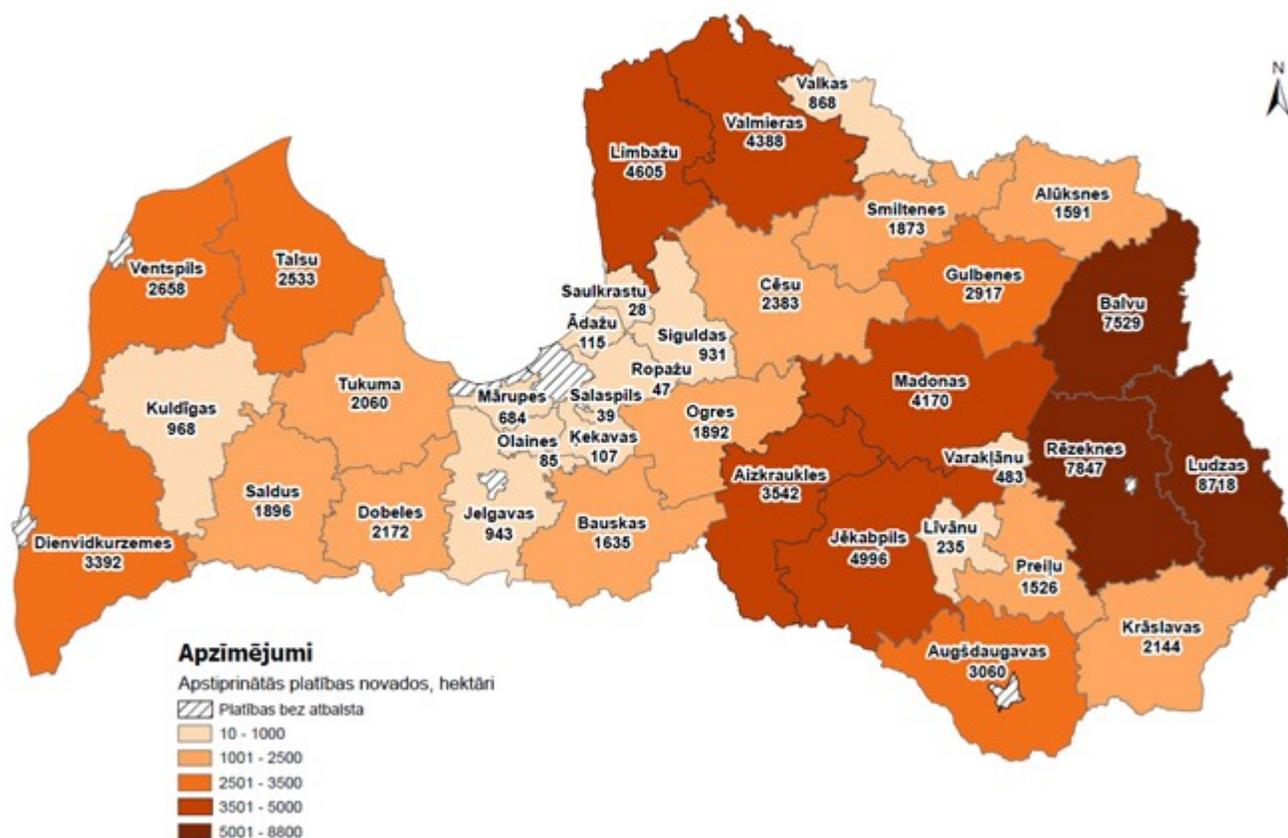 N
Valkas
868
Valmieras
4388
Limbažu
4605
Alūksnes
1591
Smiltenes
1873
Ventspils
2658
Talsu
2533
Gulbenes
2917
Cēsu
2383
Balvu
7529
Saulkrastu
28
Ādažu
115
Siguldas
931
Ropažu
47
Tukuma
2060
Madonas
4170
Mārupes
684
Salaspils
39
Kuldīgas
968
Ogres
1892
Olaines
85
Ķekavas
107
Varakļānu
483
Rēzeknes
7847
Ludzas
8718
Aizkraukles
3542
Saldus
1896
Dobeles
2172
Jelgavas
943
Bauskas
1635
Līvānu
235
Jēkabpils
4996
Dienvidkurzemes
3392
Preiļu
1526
Krāslavas
2144
Augšdaugavas
3060
Apzīmējumi
Apstiprinātās platības novados, hektāri
Platības bez atbalsta
10 - 1000
1001 - 2500
2501 - 3500
3501 - 5000
5001 - 8800